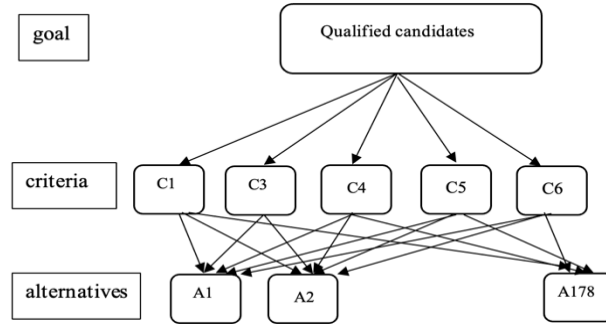 goal
Qualified candidates
criteria
C1
C3
C4
C5
C6
alternatives
A1
A2
A178